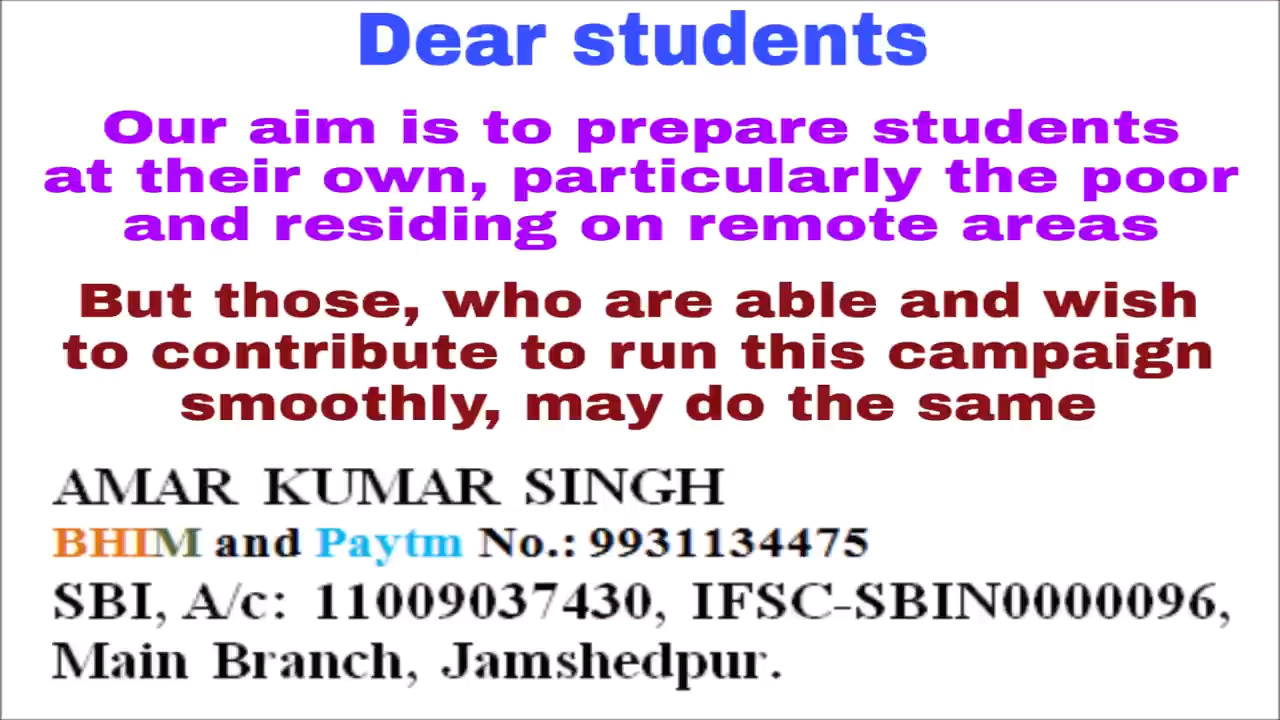 Dear students
Our aim is to prepare students
at their own, particularly the poor
and residing on remote areas
But those, who are able and wish
to contribute to run this campaign
smoothly, may do the same
AMAR KUMAR SINGH
BHIM and Paytm No.: 9931134475
SBI, A/c: 11009037430, IFSC-SBIN0000096,
Main Branch, Jamshedpur.